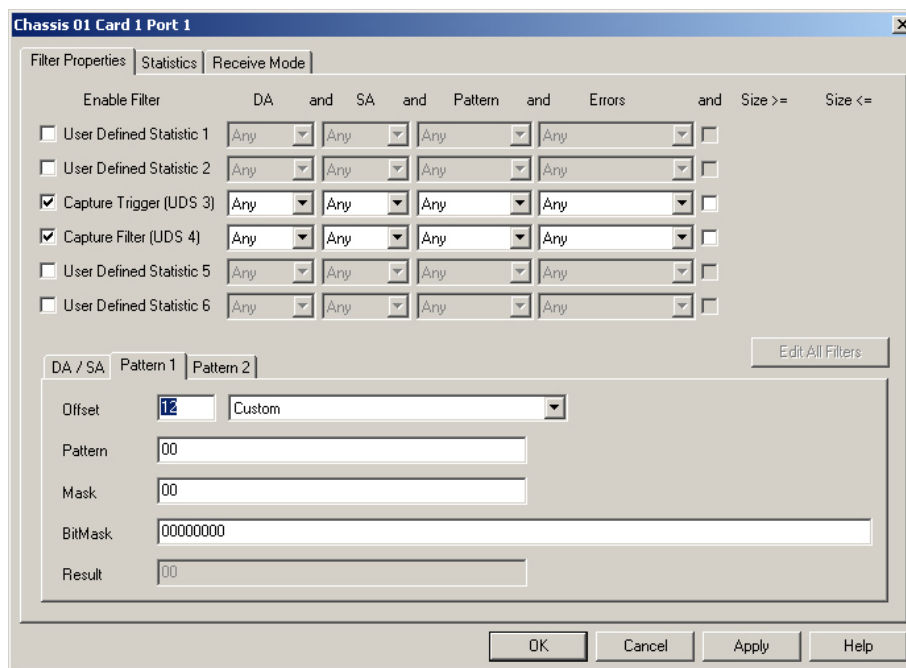 Chassis 01 Card 1 Port 1
Filter Properties Statistics Receive Mode
Enable Filter DA and SA and Pattern and Errors and Size >= Size <=
User Defined Statistic 1 Any Any Any Any
User Defined Statistic 2 Any Any Any Any
Capture Trigger (UDS 3) Any Any Any Any
Capture Filter (UDS 4) Any Any Any Any
User Defined Statistic 5 Any Any Any Any
User Defined Statistic 6 Any Any Any Any
Edit All Filters
DA / SA Pattern 1 Pattern 2
Offset 12 Custom
Pattern 00
Mask 00
BitMask 00000000
Result 00
OK Cancel Apply Help